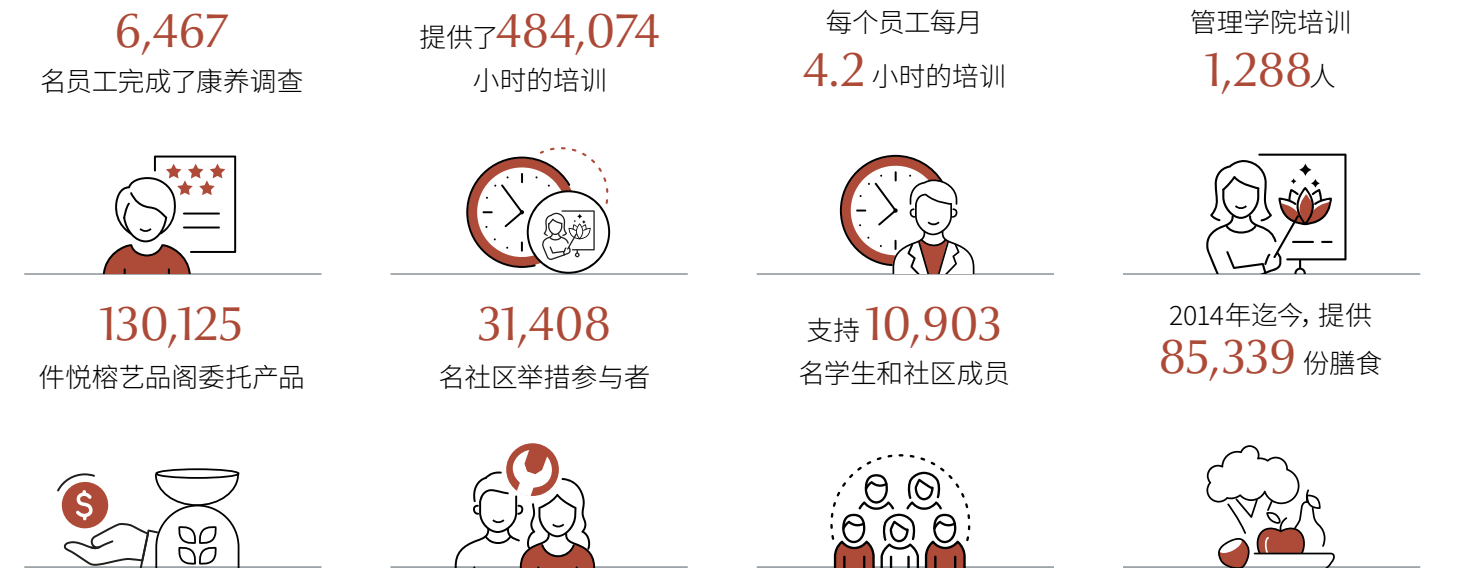 6,467
名员工完成了康养调查
提供了484,074
小时的培训
每个员工每月
4.2 小时的培训
管理学院培训
1,288人
130,125
件悦榕艺品阁委托产品
31,408
名社区举措参与者
支持 10,903
名学生和社区成员
2014年迄今，提供
85,339 份膳食
$